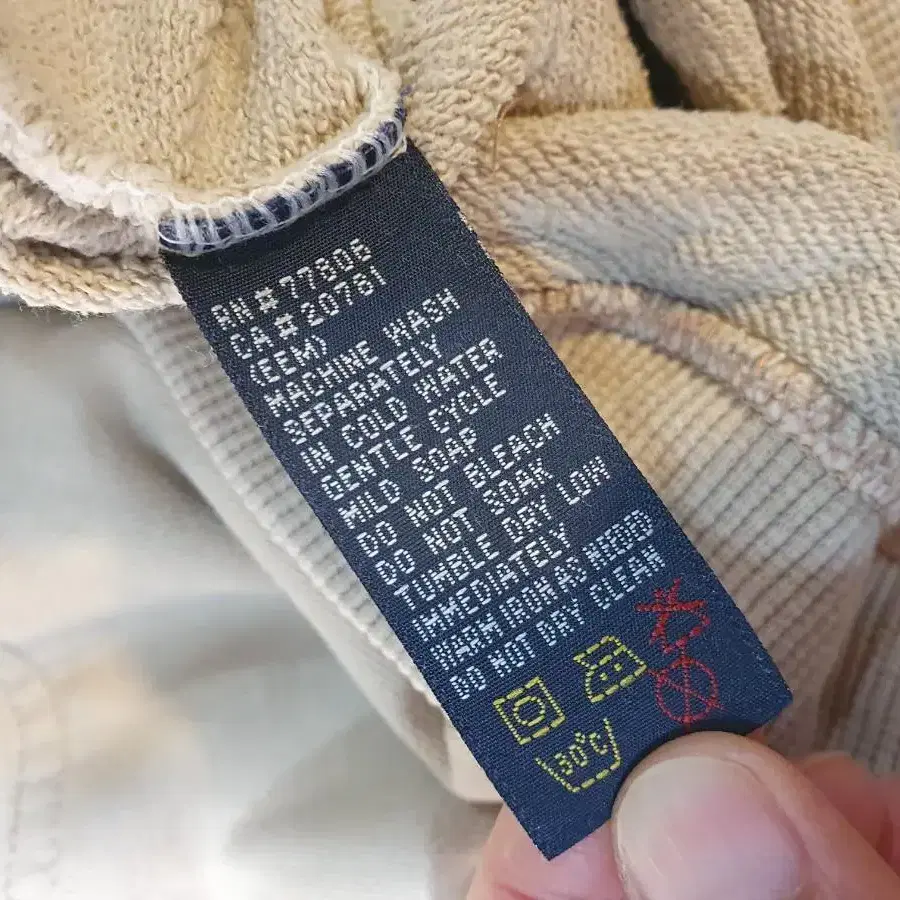 RN # 77806
CA # 20781
(EEM)
MACHINE WASH
SEPARATELY
IN COLD WATER
GENTLE CYCLE
MILD SOAP
DO NOT BLEACH
DO NOT SOAK
TUMBLE DRY LOW
IMMEDIATELY
WARM IRON AS NEEDED
DO NOT DRY CLEAN
30°C